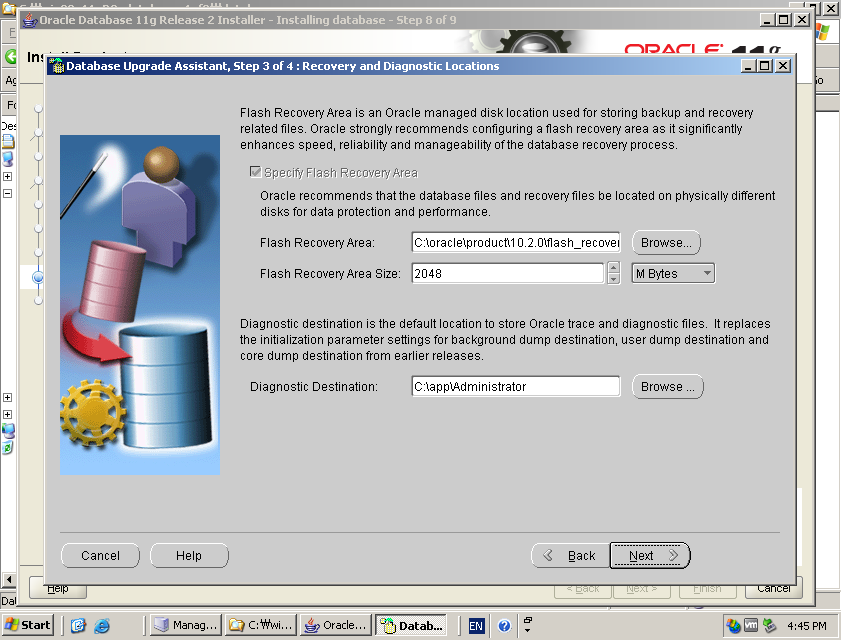 Oracle Database 11g Release 2 Installer - Installing database - Step 8 of 9
ORACLE 11g
Database Upgrade Assistant, Step 3 of 4 : Recovery and Diagnostic Locations
Flash Recovery Area is an Oracle managed disk location used for storing backup and recovery
related files. Oracle strongly recommends configuring a flash recovery area as it significantly
enhances speed, reliability and manageability of the database recovery process.
Specify Flash Recovery Area
Oracle recommends that the database files and recovery files be located on physically different
disks for data protection and performance.
Flash Recovery Area:
C:\oracle\product\10.2.0\flash_recover
Browse...
Flash Recovery Area Size:
2048
M Bytes
Diagnostic destination is the default location to store Oracle trace and diagnostic files. It replaces
the initialization parameter settings for background dump destination, user dump destination and
core dump destination from earlier releases.
Diagnostic Destination:
C:\app\Administrator
Browse ...
Cancel
Help
Back
Next
Help
< Back
Next >
Finish
Cancel
Start
Manag...
C:₩wi...
Oracle...
Datab...
EN
4:45 PM